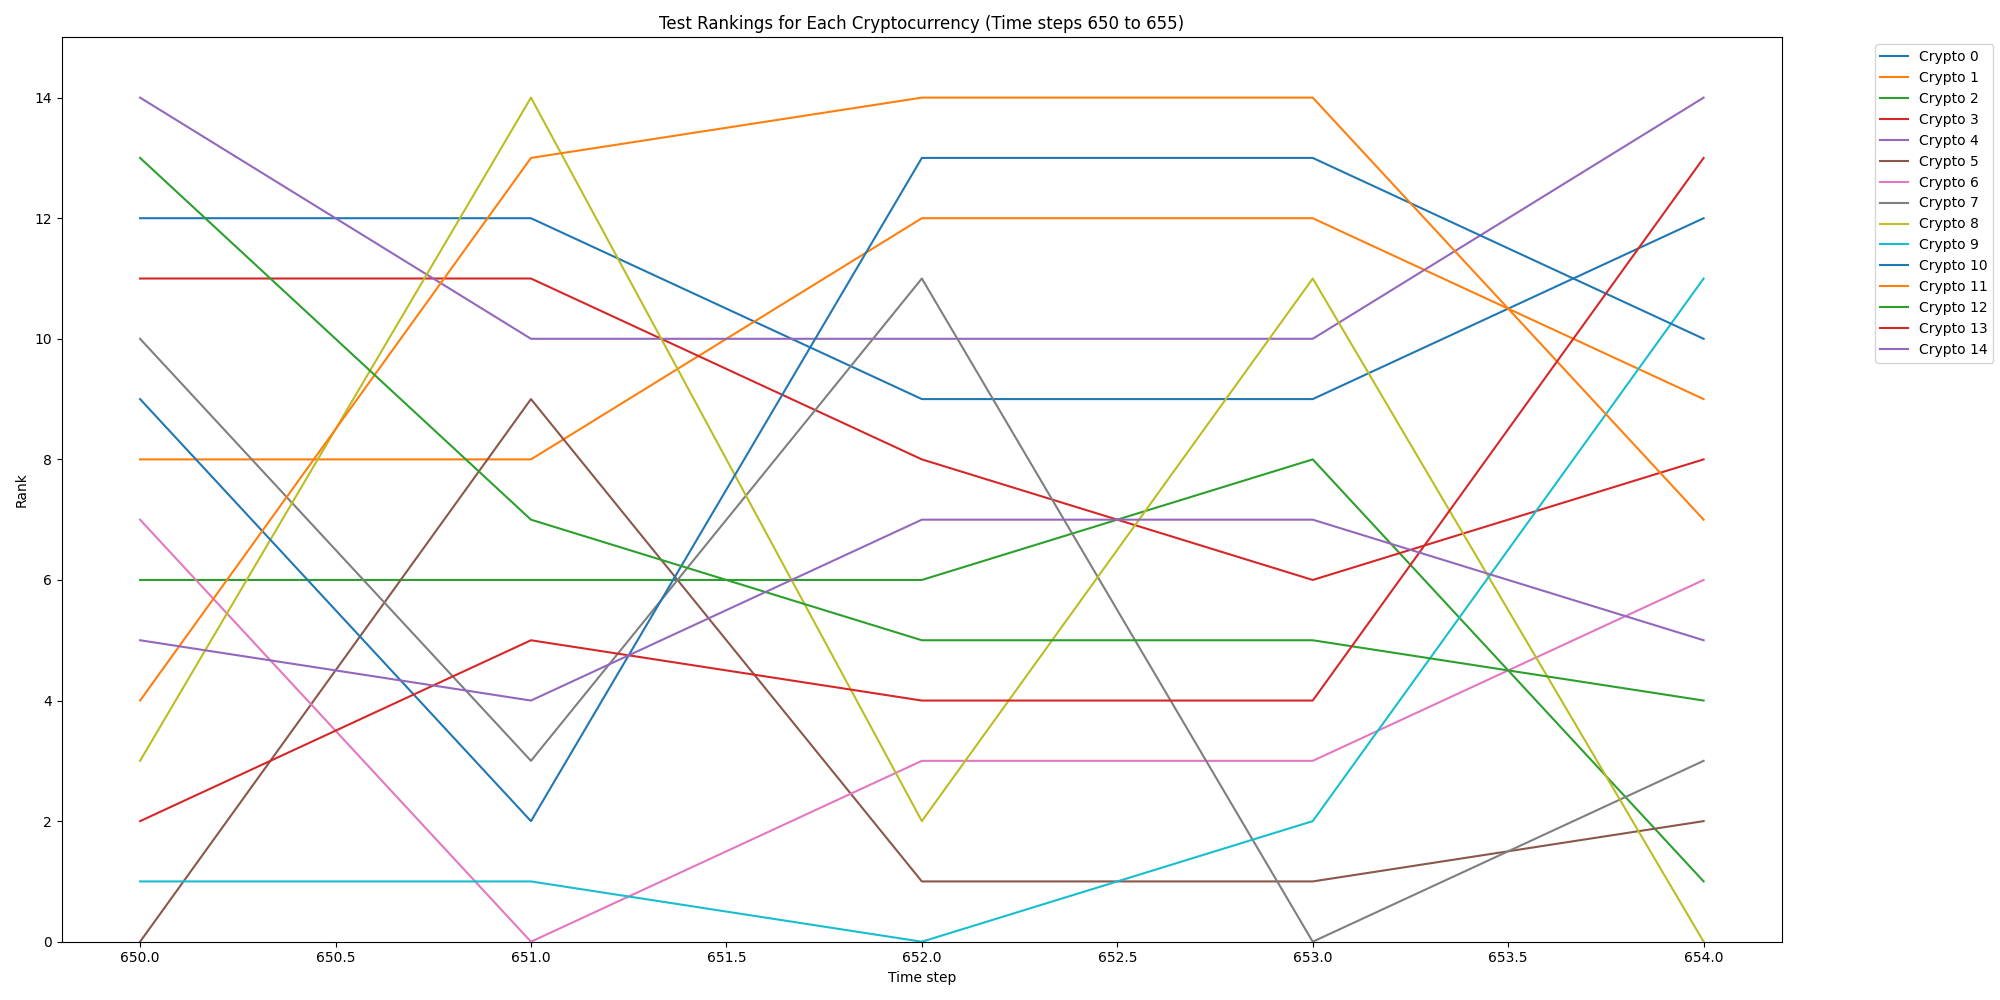 Test Rankings for Each Cryptocurrency (Time steps 650 to 655)
Rank
14
12
10
8
6
4
2
0
650.0 650.5 651.0 651.5 652.0 652.5 653.0 653.5 654.0
Time step
Crypto 0
Crypto 1
Crypto 2
Crypto 3
Crypto 4
Crypto 5
Crypto 6
Crypto 7
Crypto 8
Crypto 9
Crypto 10
Crypto 11
Crypto 12
Crypto 13
Crypto 14